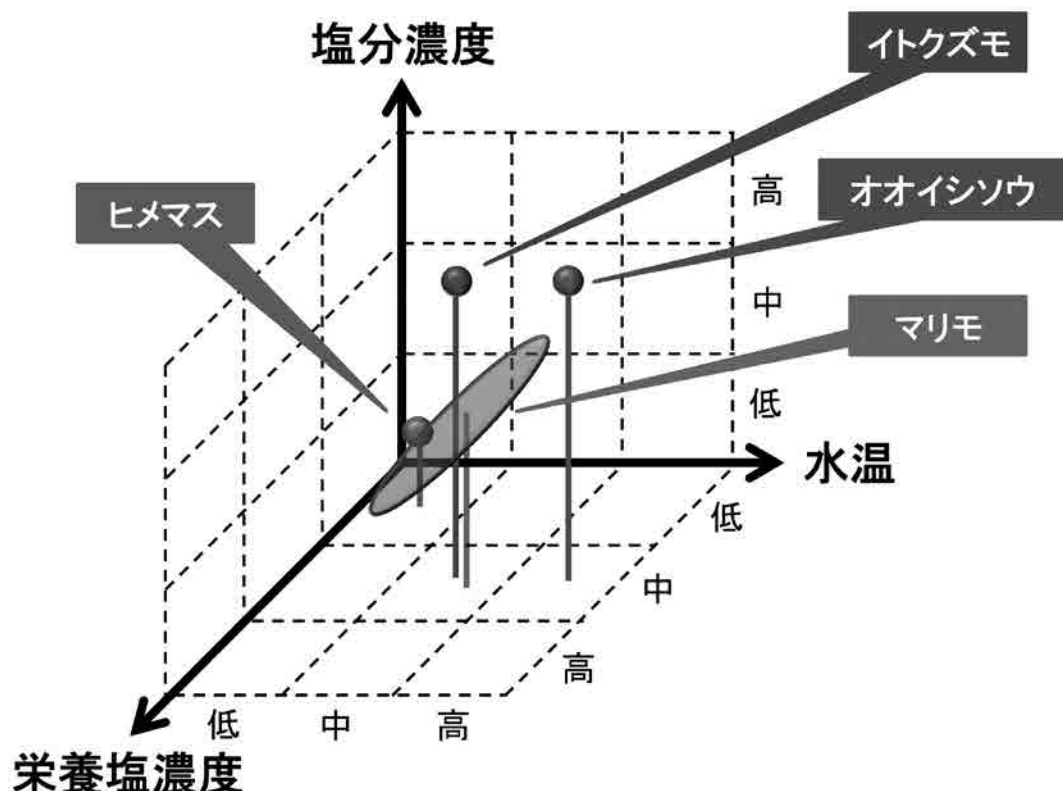 塩分濃度
イトクズモ
オオイシソウ
ヒメマス
マリモ
高
中
低
水温
低
中
高
低
中
高
栄養塩濃度